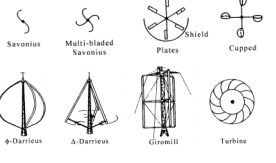 Savonius
Multi-bladed
Savonius
Shield
Plates
Cupped
ϕ-Darrieus
Δ-Darrieus
Giromill
Turbine